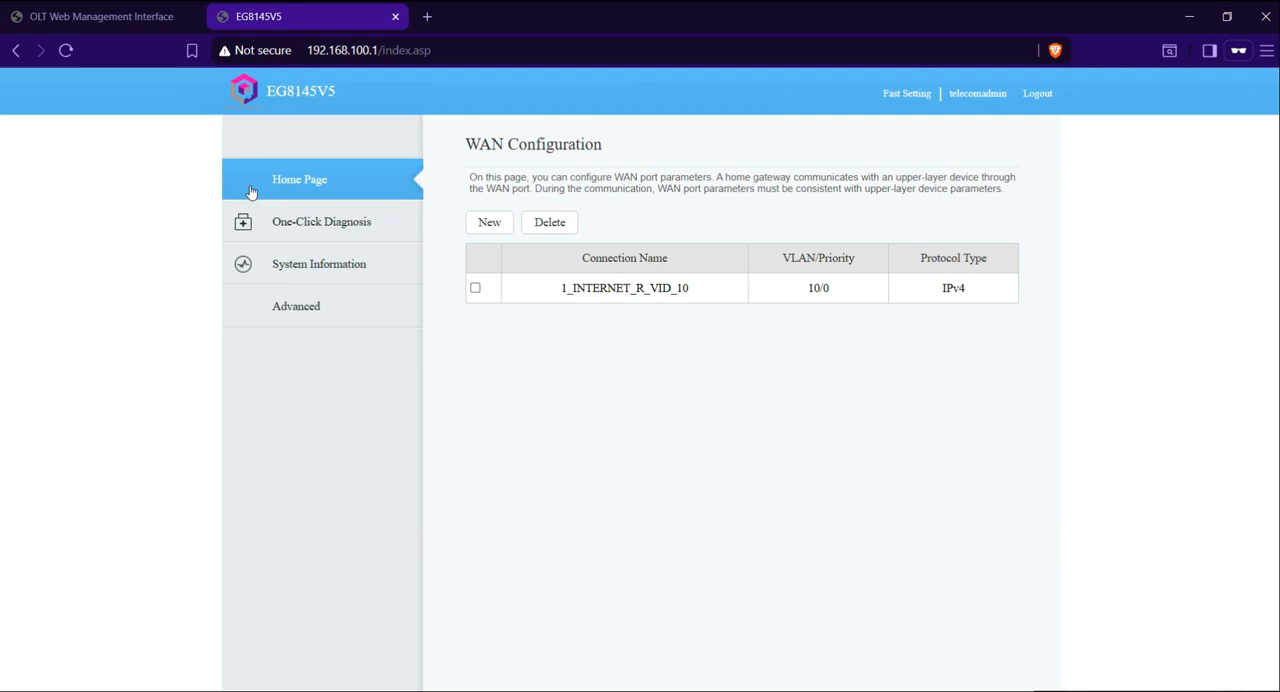 OLT Web Management Interface
EG8145V5
Not secure
192.168.100.1/index.asp
EG8145V5
Fast Setting
telecomadmin
Logout
Home Page
One-Click Diagnosis
System Information
Advanced
WAN Configuration
On this page, you can configure WAN port parameters. A home gateway communicates with an upper-layer device through
the WAN port. During the communication, WAN port parameters must be consistent with upper-layer device parameters.
New
Delete
Connection Name
VLAN/Priority
Protocol Type
1_INTERNET_R_VID_10
10/0
IPv4